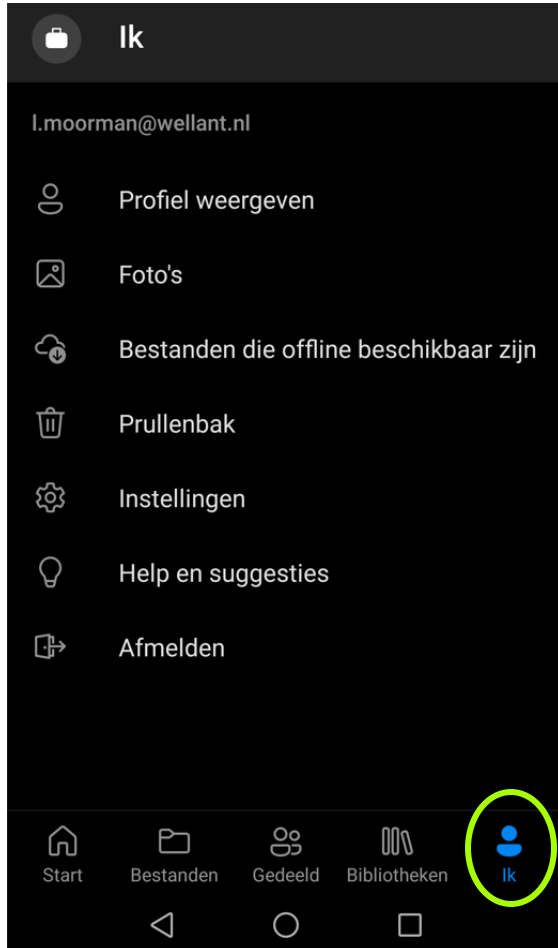 Ik
l.moorman@wellant.nl
Profiel weergeven
Foto's
Bestanden die offline beschikbaar zijn
Prullenbak
Instellingen
Help en suggesties
Afmelden
Start Bestanden Gedeeld Bibliotheken Ik